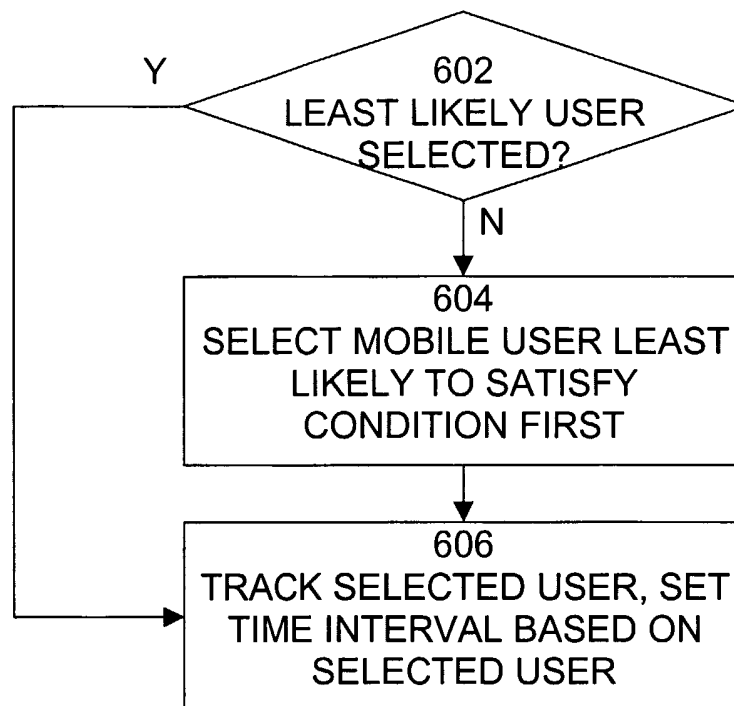 Y
602
LEAST LIKELY USER
SELECTED?
N
604
SELECT MOBILE USER LEAST
LIKELY TO SATISFY
CONDITION FIRST
606
TRACK SELECTED USER, SET
TIME INTERVAL BASED ON
SELECTED USER